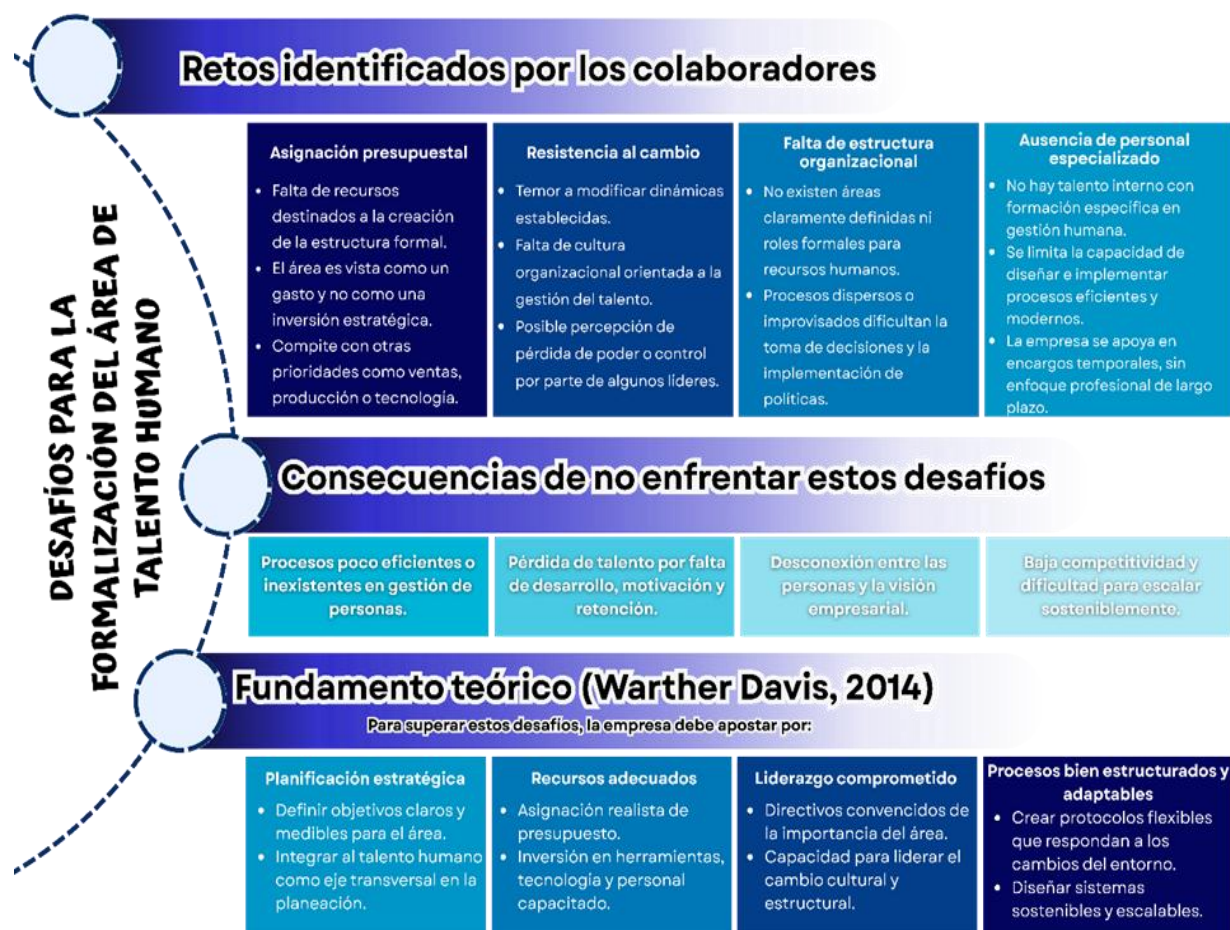 DESAFÍOS PARA LA
FORMALIZACIÓN DEL ÁREA DE
TALENTO HUMANO
Retos identificados por los colaboradores
Asignación presupuestal
• Falta de recursos
destinados a la creación
de la estructura formal.
• El área es vista como un
gasto y no como una
inversión estratégica.
• Compite con otras
prioridades como ventas,
producción o tecnología.
Resistencia al cambio
• Temor a modificar dinámicas
establecidas.
• Falta de cultura
organizacional orientada a la
gestión del talento.
• Posible percepción de
pérdida de poder o control
por parte de algunos líderes.
Falta de estructura
organizacional
• No existen áreas
claramente definidas ni
roles formales para
recursos humanos.
• Procesos dispersos o
improvisados dificultan la
toma de decisiones y la
implementación de
políticas.
Ausencia de personal
especializado
• No hay talento interno con
formación específica en
gestión humana.
• Se limita la capacidad de
diseñar e implementar
procesos eficientes y
modernos.
• La empresa se apoya en
encargos temporales, sin
enfoque profesional de largo
plazo.
Consecuencias de no enfrentar estos desafíos
Procesos poco eficientes o
inexistentes en gestión de
personas.
Pérdida de talento por falta
de desarrollo, motivación y
retención.
Desconexión entre las
personas y la visión
empresarial.
Baja competitividad y
dificultad para escalar
sosteniblemente.
Fundamento teórico (Warther Davis, 2014)
Para superar estos desafíos, la empresa debe apostar por:
Planificación estratégica
• Definir objetivos claros y
medibles para el área.
• Integrar al talento humano
como eje transversal en la
planeación.
Recursos adecuados
• Asignación realista de
presupuesto.
• Inversión en herramientas,
tecnología y personal
capacitado.
Liderazgo comprometido
• Directivos convencidos de
la importancia del área.
• Capacidad para liderar el
cambio cultural y
estructural.
Procesos bien estructurados y
adaptables
• Crear protocolos flexibles
que respondan a los
cambios del entorno.
• Diseñar sistemas
sostenibles y escalables.